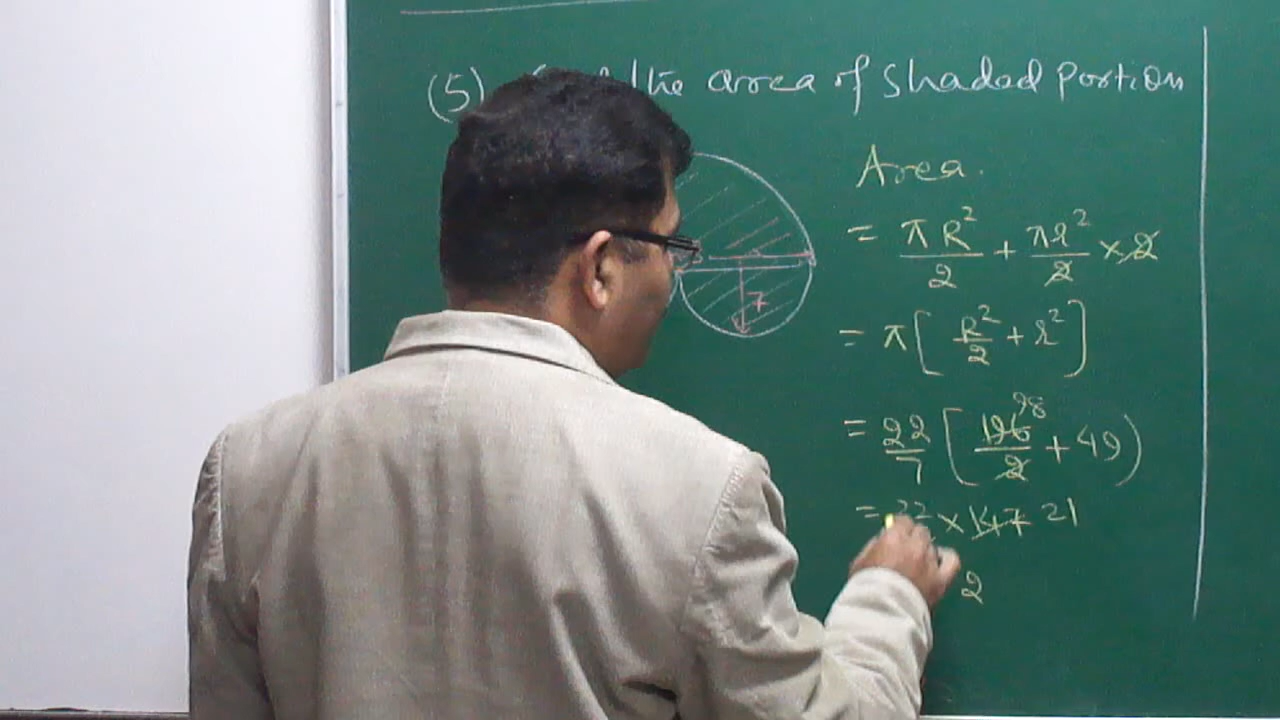 (5) the area of shaded portion
Area.
= πR²/2 + πr²/2 × 2
= π[R²/2 + r²]
7
= 22/7 [196/2 98 + 49)
= 22 × 147 21
2